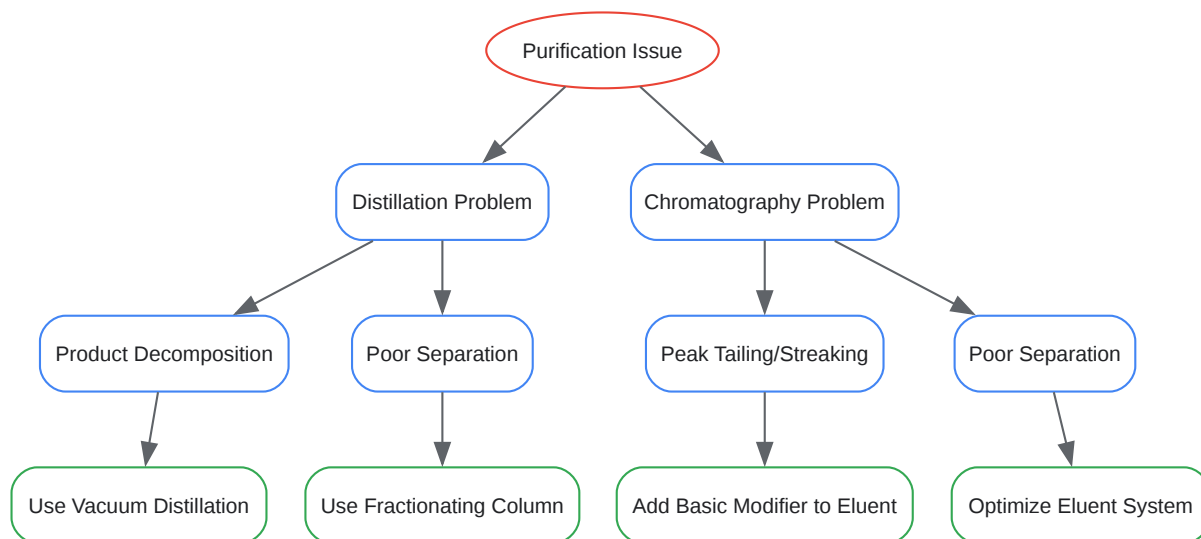 Purification Issue
Distillation Problem
Chromatography Problem
Product Decomposition
Poor Separation
Peak Tailing/Streaking
Poor Separation
Use Vacuum Distillation
Use Fractionating Column
Add Basic Modifier to Eluent
Optimize Eluent System